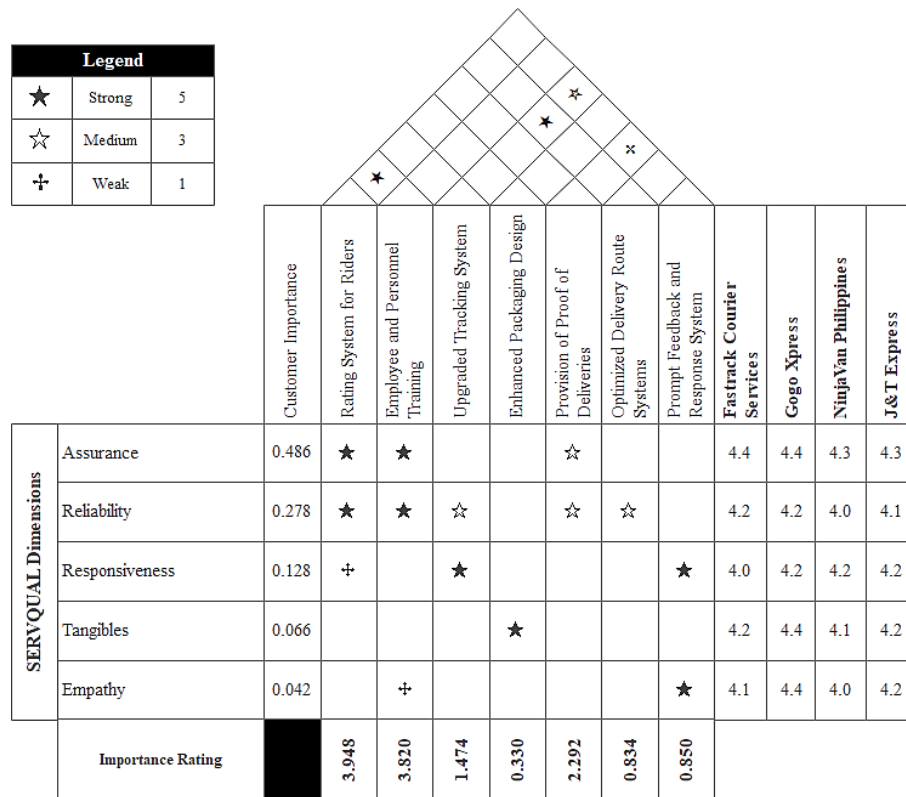 Legend
Strong 5
Medium 3
Weak 1
Customer Importance
Rating System for Riders
Employee and Personnel
Training
Upgraded Tracking System
Enhanced Packaging Design
Provision of Proof of
Deliveries
Optimized Delivery Route
Systems
Prompt Feedback and
Response System
Fastrack Courier
Services
Gogo Xpress
NinjaVan Philippines
J&T Express
SERVQUAL Dimensions
Assurance 0.486 4.4 4.4 4.3 4.3
Reliability 0.278 4.2 4.2 4.0 4.1
Responsiveness 0.128 4.0 4.2 4.2 4.2
Tangibles 0.066 4.2 4.4 4.1 4.2
Empathy 0.042 4.1 4.4 4.0 4.2
Importance Rating 3.948 3.820 1.474 0.330 2.292 0.834 0.850